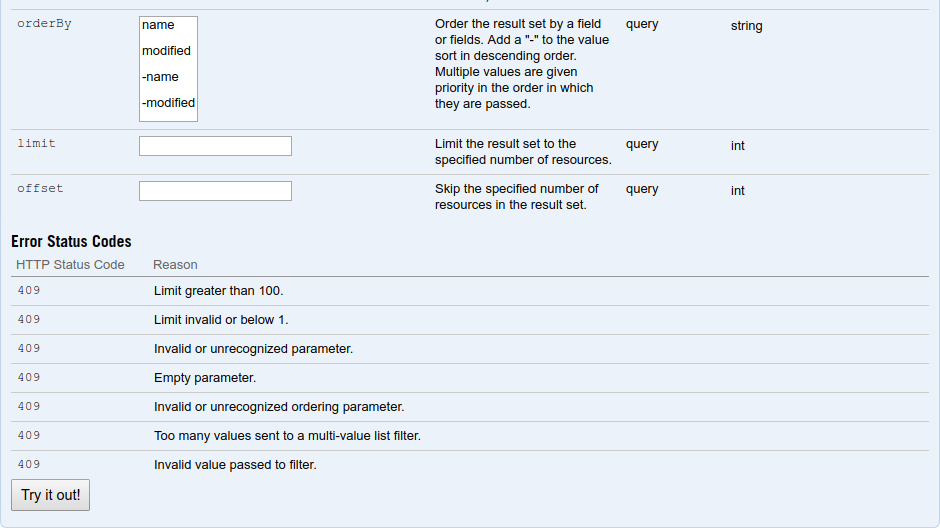 orderBy
name
modified
-name
-modified
Order the result set by a field
or fields. Add a "-" to the value
sort in descending order.
Multiple values are given
priority in the order in which
they are passed.
query
string
limit
Limit the result set to the
specified number of resources.
query
int
offset
Skip the specified number of
resources in the result set.
query
int
Error Status Codes
HTTP Status Code Reason
409 Limit greater than 100.
409 Limit invalid or below 1.
409 Invalid or unrecognized parameter.
409 Empty parameter.
409 Invalid or unrecognized ordering parameter.
409 Too many values sent to a multi-value list filter.
409 Invalid value passed to filter.
Try it out!